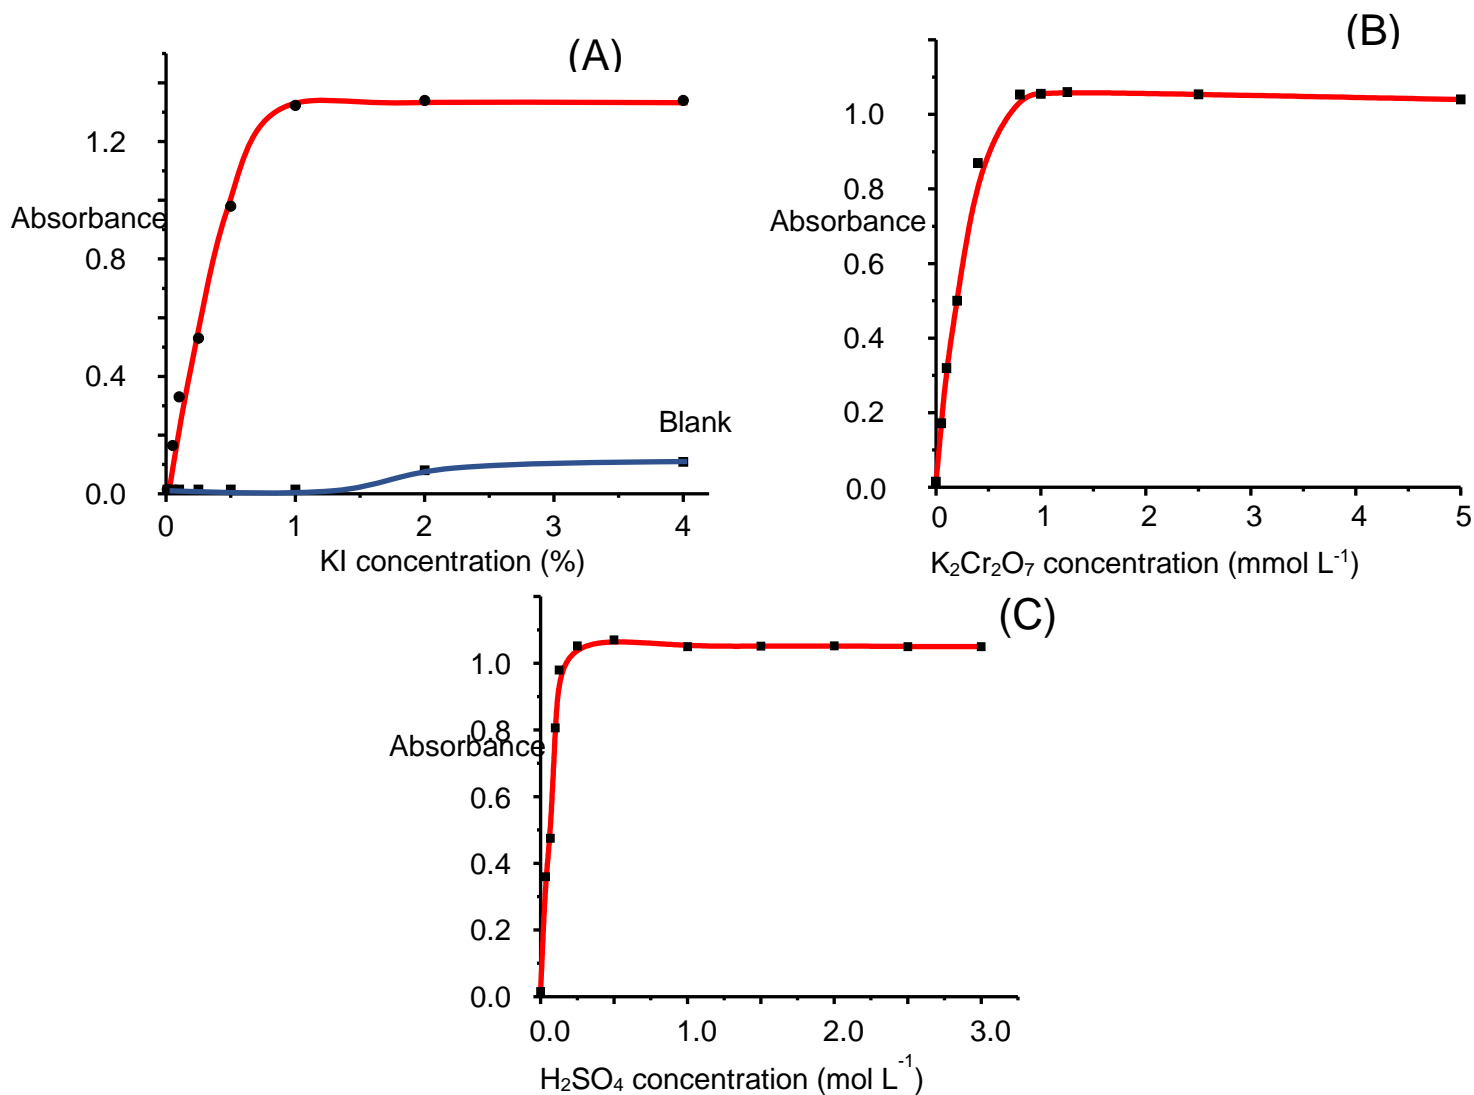 (A)
1.2
Absorbance
0.8
0.4
Blank
0.0
0 1 2 3 4
KI concentration (%)
(B)
1.0
0.8
Absorbance
0.6
0.4
0.2
0.0
0 1 2 3 4 5
K₂Cr₂O₇ concentration (mmol L⁻¹)
(C)
1.0
0.8
Absorbance
0.6
0.4
0.2
0.0
0.0 1.0 2.0 3.0
H₂SO₄ concentration (mol L⁻¹)